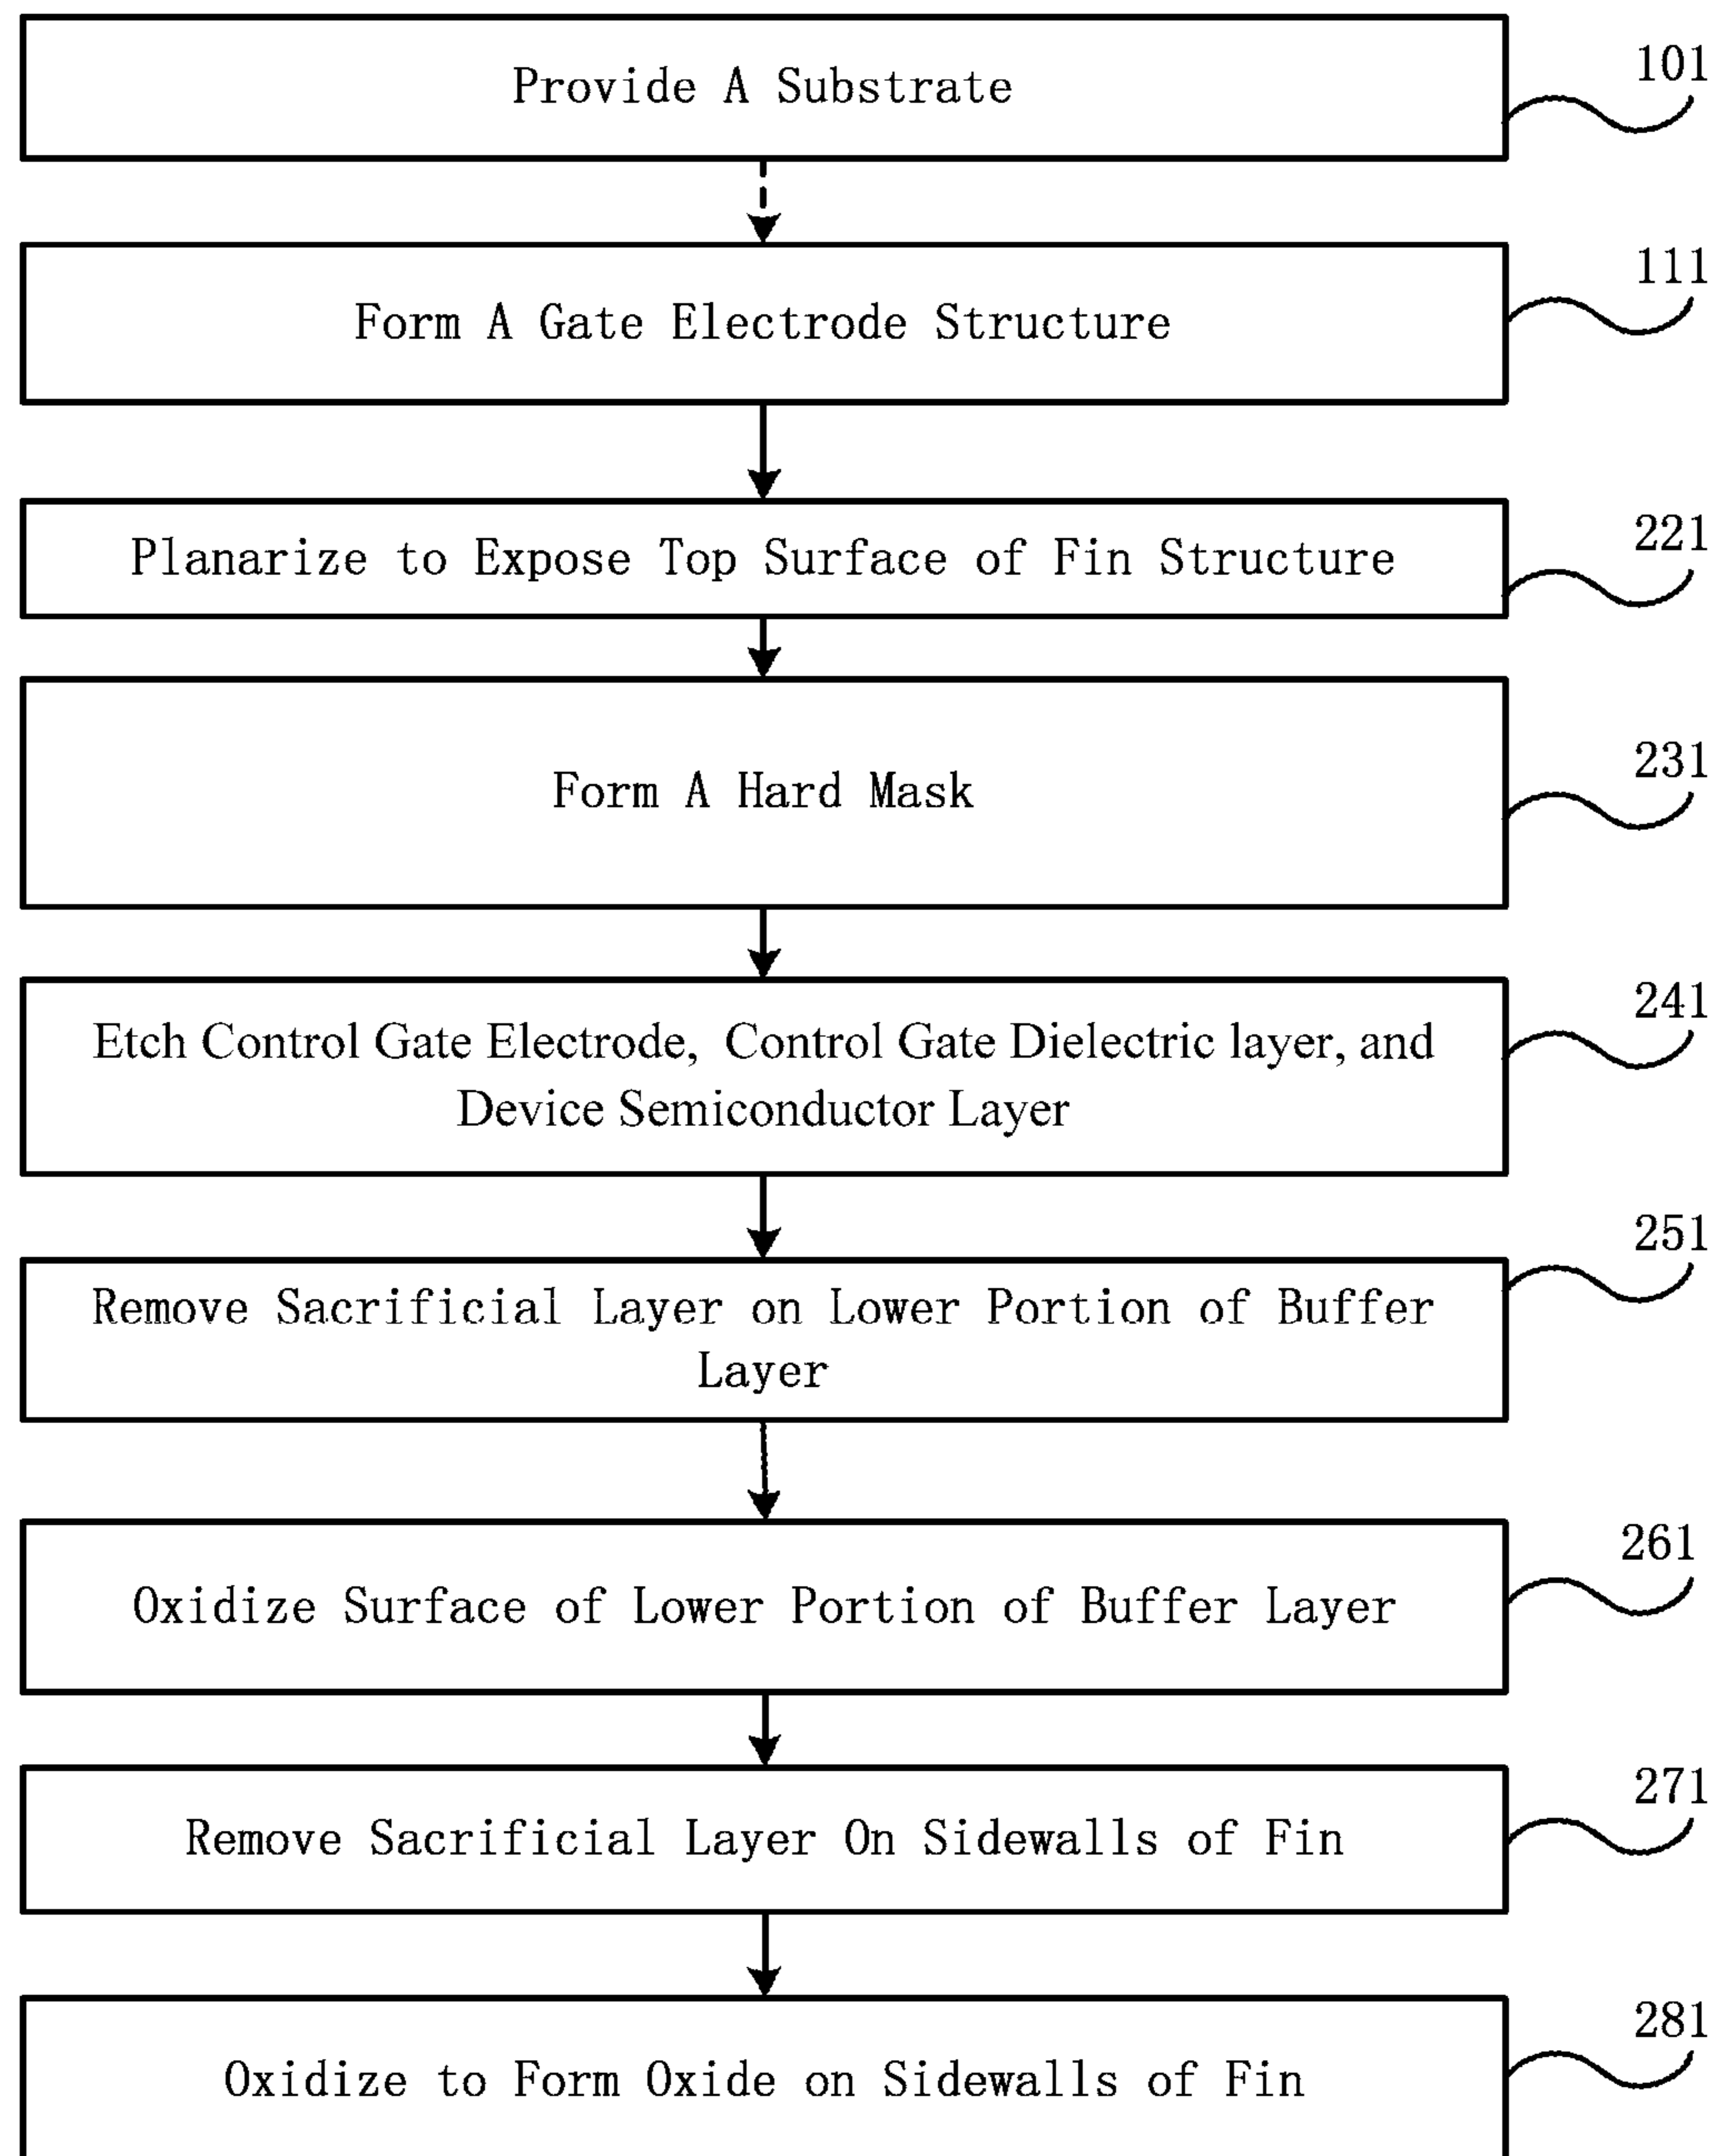 Provide A Substrate
101
Form A Gate Electrode Structure
111
Planarize to Expose Top Surface of Fin Structure
221
Form A Hard Mask
231
Etch Control Gate Electrode, Control Gate Dielectric layer, and
Device Semiconductor Layer
241
Remove Sacrificial Layer on Lower Portion of Buffer
Layer
251
Oxidize Surface of Lower Portion of Buffer Layer
261
Remove Sacrificial Layer On Sidewalls of Fin
271
Oxidize to Form Oxide on Sidewalls of Fin
281